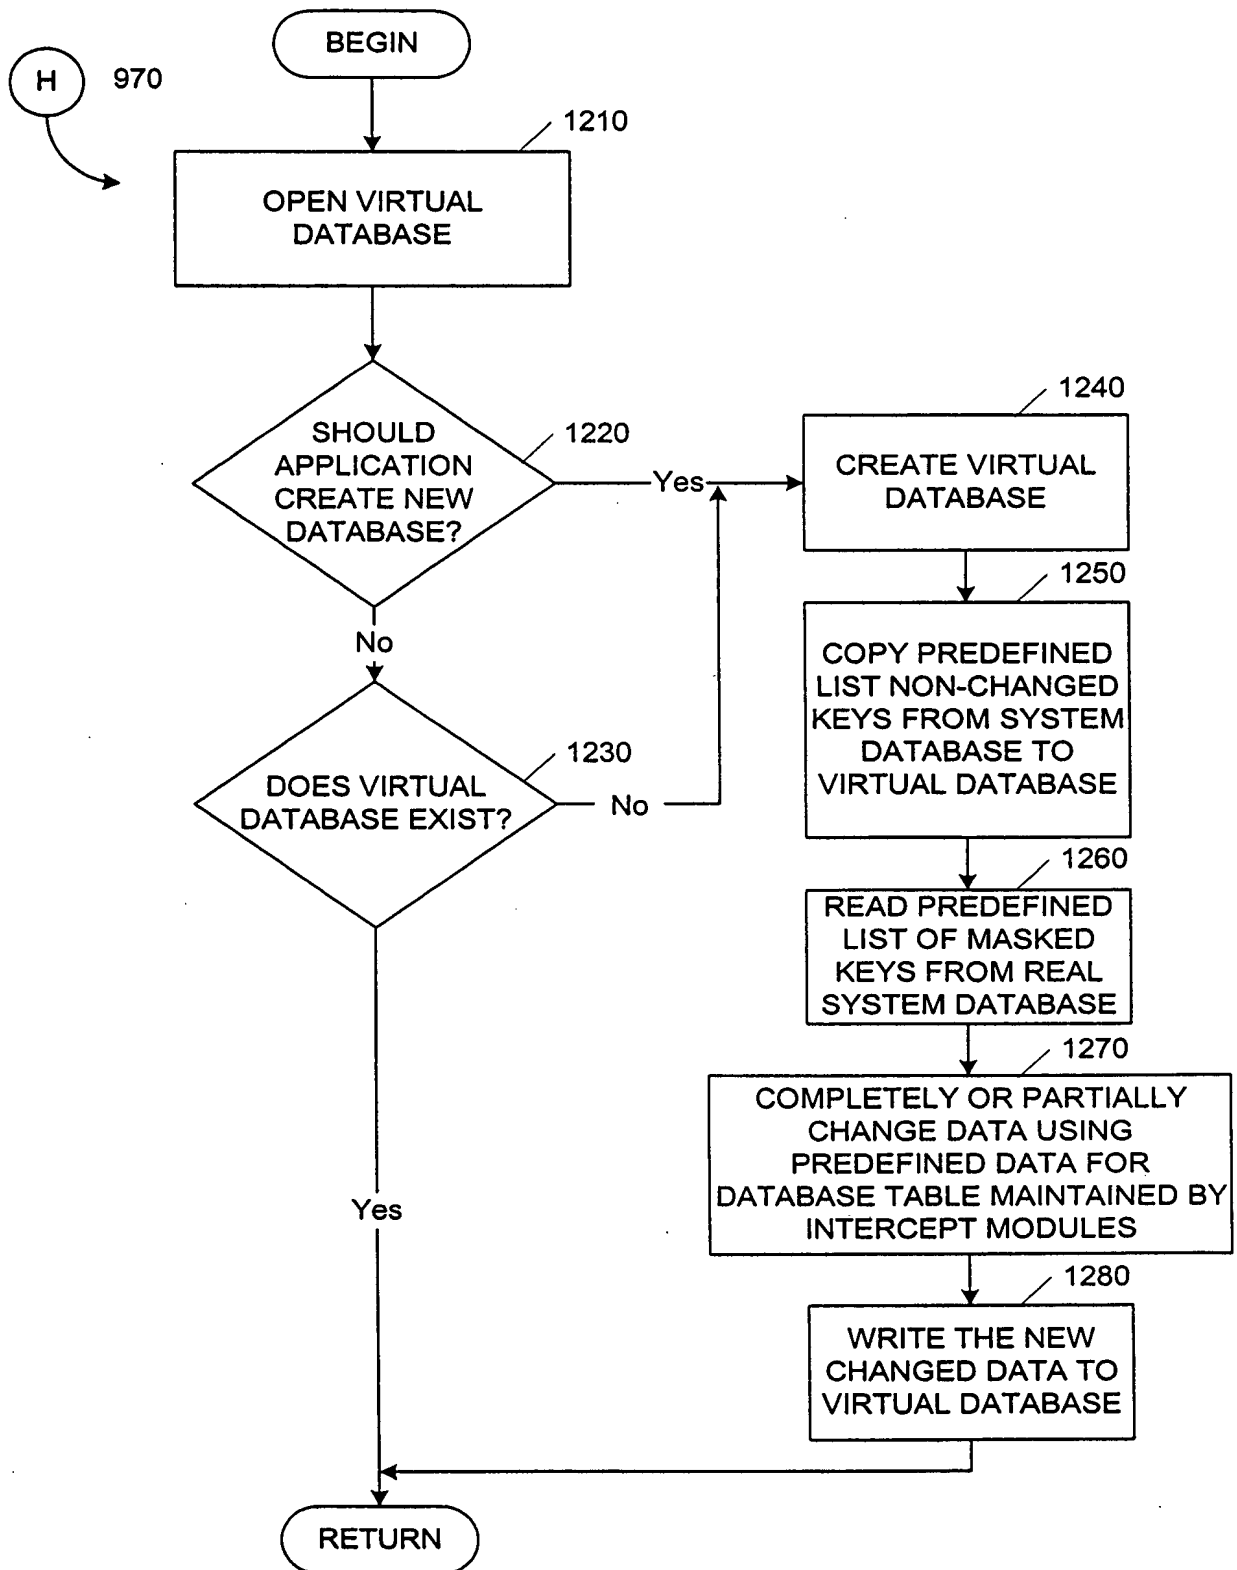 BEGIN
H
970
1210
OPEN VIRTUAL
DATABASE
1220
SHOULD
APPLICATION
CREATE NEW
DATABASE?
Yes
No
1230
DOES VIRTUAL
DATABASE EXIST?
No
Yes
1240
CREATE VIRTUAL
DATABASE
1250
COPY PREDEFINED
LIST NON-CHANGED
KEYS FROM SYSTEM
DATABASE TO
VIRTUAL DATABASE
1260
READ PREDEFINED
LIST OF MASKED
KEYS FROM REAL
SYSTEM DATABASE
1270
COMPLETELY OR PARTIALLY
CHANGE DATA USING
PREDEFINED DATA FOR
DATABASE TABLE MAINTAINED BY
INTERCEPT MODULES
1280
WRITE THE NEW
CHANGED DATA TO
VIRTUAL DATABASE
RETURN